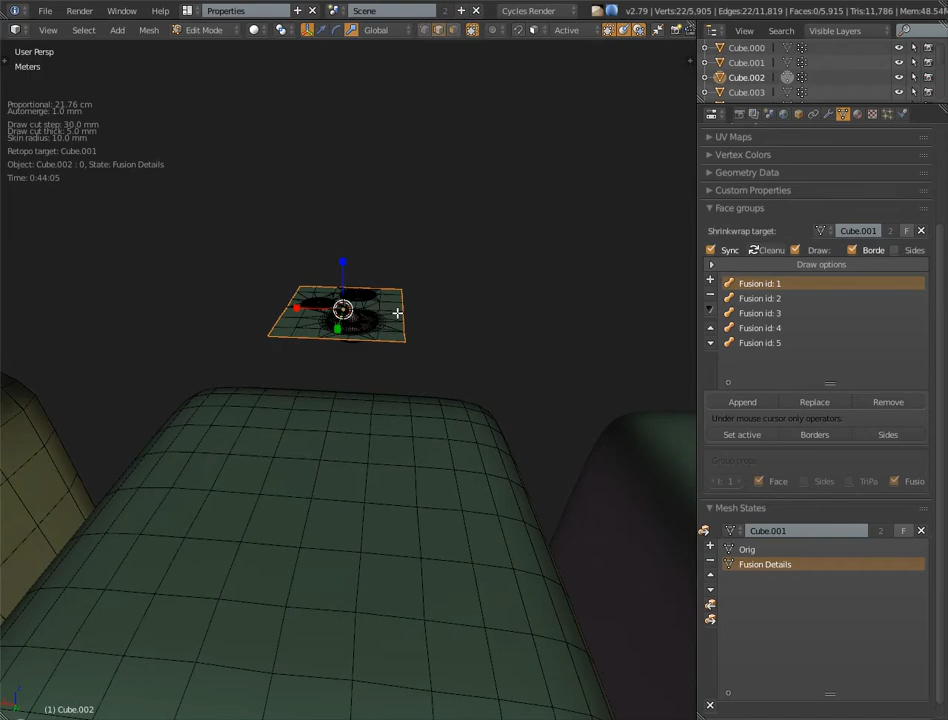 File Render Window Help Properties Scene 2 Cycles Render v2.79 | Verts:22/5,905 | Edges:22/11,819 | Faces:0/5,915 | Tris:11,786 | Mem:48.54M
View Select Add Mesh Edit Mode Global Active
View Search Visible Layers
User Persp
Meters
Cube.000
Cube.001
Cube.002
Cube.003
Proportional: 21.76 cm
Automerge: 1.0 mm
Draw cut step: 30.0 mm
Draw cut thick: 5.0 mm
Skin radius: 10.0 mm
Retopo target: Cube.001
Object: Cube.002 : 0, State: Fusion Details
Time: 0:44:05
UV Maps
Vertex Colors
Geometry Data
Custom Properties
Face groups
Shrinkwrap target: Cube.001 2 F
Sync Cleanu Draw: Borde Sides
Draw options
Fusion id: 1
Fusion id: 2
Fusion id: 3
Fusion id: 4
Fusion id: 5
Append Replace Remove
Under mouse cursor only operators:
Set active Borders Sides
Group props
I: 1 Face Sides TriPa Fusio
Mesh States
Cube.001 2 F
Orig
Fusion Details
(1) Cube.002